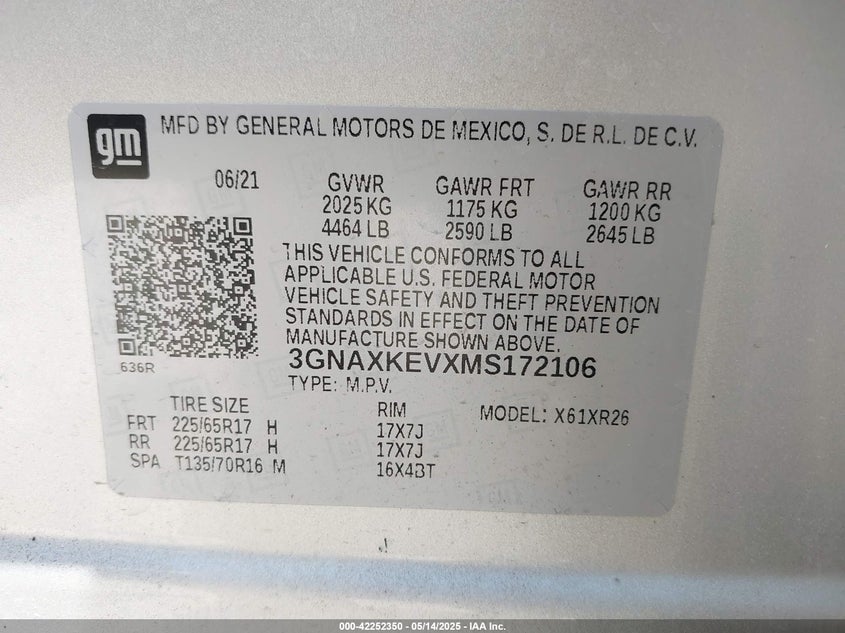 gm
MFD BY GENERAL MOTORS DE MEXICO, S. DE R.L. DE C.V.
06/21 GVWR GAWR FRT GAWR RR
2025 KG 1175 KG 1200 KG
4464 LB 2590 LB 2645 LB
THIS VEHICLE CONFORMS TO ALL
APPLICABLE U.S. FEDERAL MOTOR
VEHICLE SAFETY AND THEFT PREVENTION
STANDARDS IN EFFECT ON THE DATE OF
MANUFACTURE SHOWN ABOVE.
636R
3GNAXKEVXMS172106
TYPE: M.P.V.
TIRE SIZE RIM MODEL: X61XR26
FRT 225/65R17 H 17X7J
RR 225/65R17 H 17X7J
SPA T135/70R16 M 16X4BT
000-42252350 - 05/14/2025 - IAA Inc.